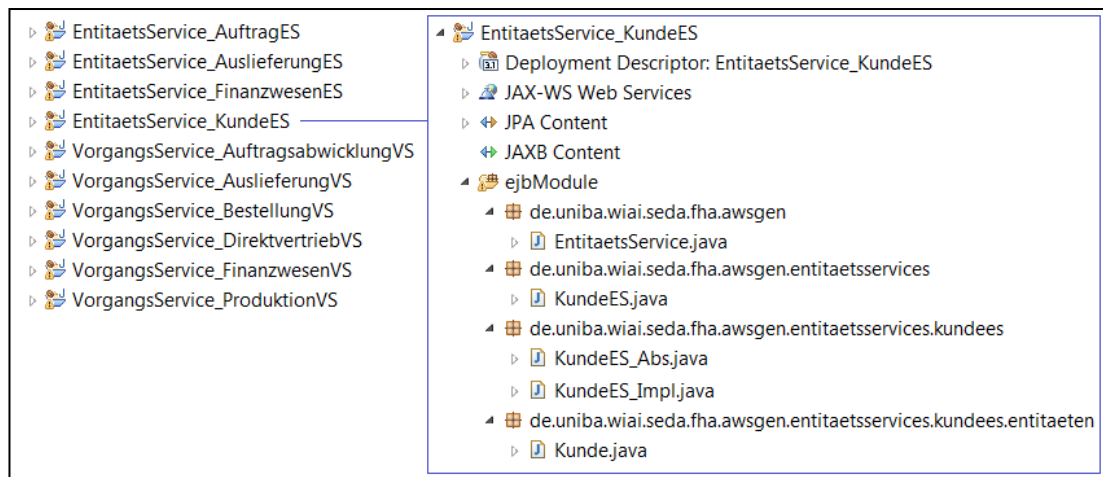 EntitaetsService_AuftragES
EntitaetsService_AuslieferungES
EntitaetsService_FinanzwesenES
EntitaetsService_KundeES
VorgangsService_AuftragsabwicklungVS
VorgangsService_AuslieferungVS
VorgangsService_BestellungVS
VorgangsService_DirektvertriebVS
VorgangsService_FinanzwesenVS
VorgangsService_ProduktionVS
EntitaetsService_KundeES
3.1 Deployment Descriptor: EntitaetsService_KundeES
JAX-WS Web Services
JPA Content
JAXB Content
ejbModule
de.uniba.wiai.seda.fha.awsgen
J EntitaetsService.java
de.uniba.wiai.seda.fha.awsgen.entitaetsservices
J KundeES.java
de.uniba.wiai.seda.fha.awsgen.entitaetsservices.kundees
J KundeES_Abs.java
J KundeES_Impl.java
de.uniba.wiai.seda.fha.awsgen.entitaetsservices.kundees.entitaeten
J Kunde.java